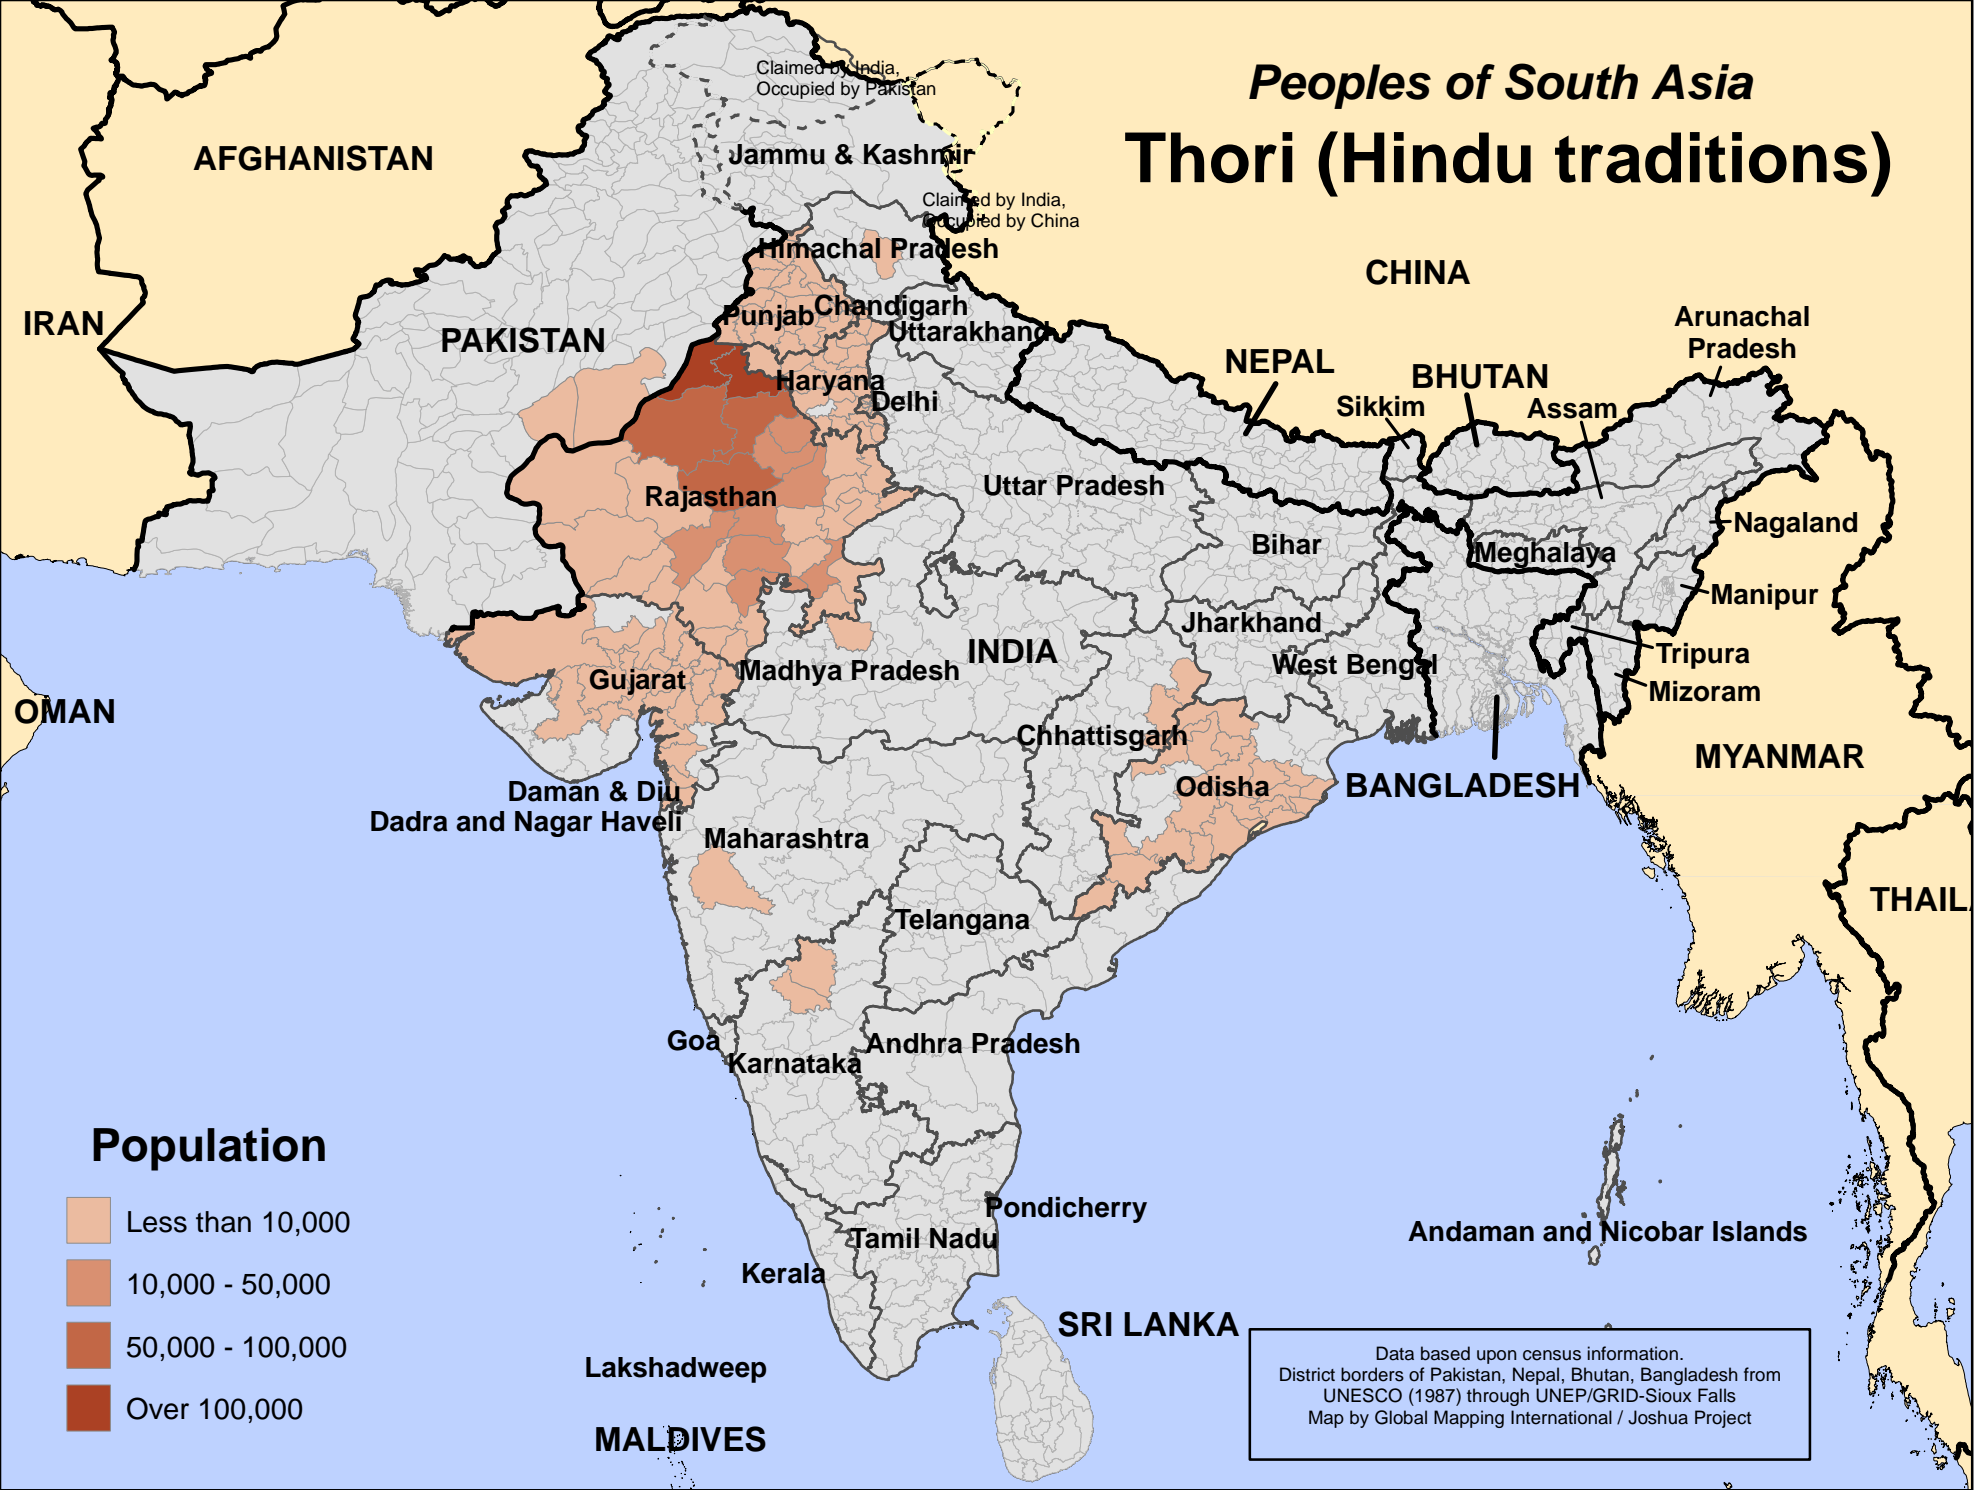 Peoples of South Asia
Thori (Hindu traditions)
Claimed by India,
Occupied by Pakistan
AFGHANISTAN
Jammu & Kashmir
Claimed by India,
Occupied by China
Himachal Pradesh
CHINA
IRAN
PAKISTAN
Punjab
Chandigarh
Uttarakhand
Arunachal
Pradesh
NEPAL
BHUTAN
Haryana
Delhi
Sikkim
Assam
Rajasthan
Uttar Pradesh
Nagaland
Bihar
Meghalaya
Manipur
Jharkhand
INDIA
Tripura
West Bengal
Madhya Pradesh
Gujarat
Mizoram
OMAN
Chhattisgarh
MYANMAR
Odisha
BANGLADESH
Daman & Diu
Dadra and Nagar Haveli
Maharashtra
THAIL
Telangana
Goa
Andhra Pradesh
Karnataka
Population
Less than 10,000
10,000 - 50,000
50,000 - 100,000
Over 100,000
Pondicherry
Tamil Nadu
Andaman and Nicobar Islands
Kerala
SRI LANKA
Lakshadweep
MALDIVES
Data based upon census information.
District borders of Pakistan, Nepal, Bhutan, Bangladesh from
UNESCO (1987) through UNEP/GRID-Sioux Falls
Map by Global Mapping International / Joshua Project